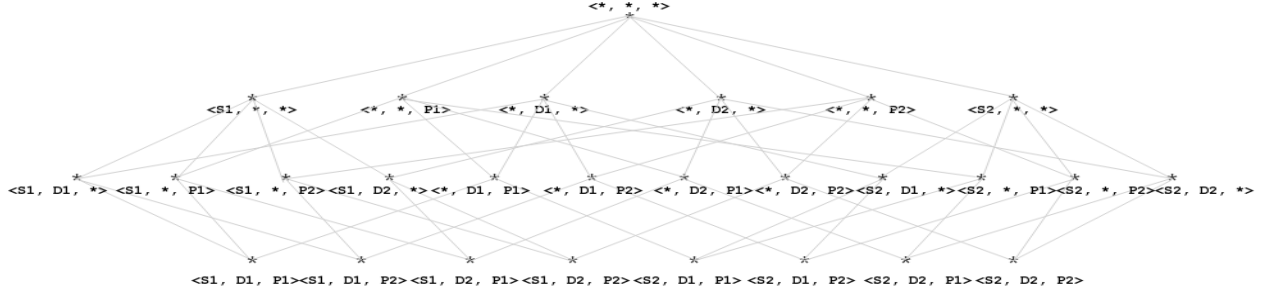 <*, *, *>
*
* * * * * *
<S1, *, *> <*, *, P1> <*, D1, *> <*, D2, *> <*, *, P2> <S2, *, *>
* * * * * * * * * * * *
<S1, D1, *> <S1, *, P1> <S1, *, P2> <S1, D2, *> <*, D1, P1> <*, D1, P2> <*, D2, P1> <*, D2, P2> <S2, D1, *> <S2, *, P1> <S2, *, P2> <S2, D2, *>
* * * * * * * *
<S1, D1, P1> <S1, D1, P2> <S1, D2, P1> <S1, D2, P2> <S2, D1, P1> <S2, D1, P2> <S2, D2, P1> <S2, D2, P2>